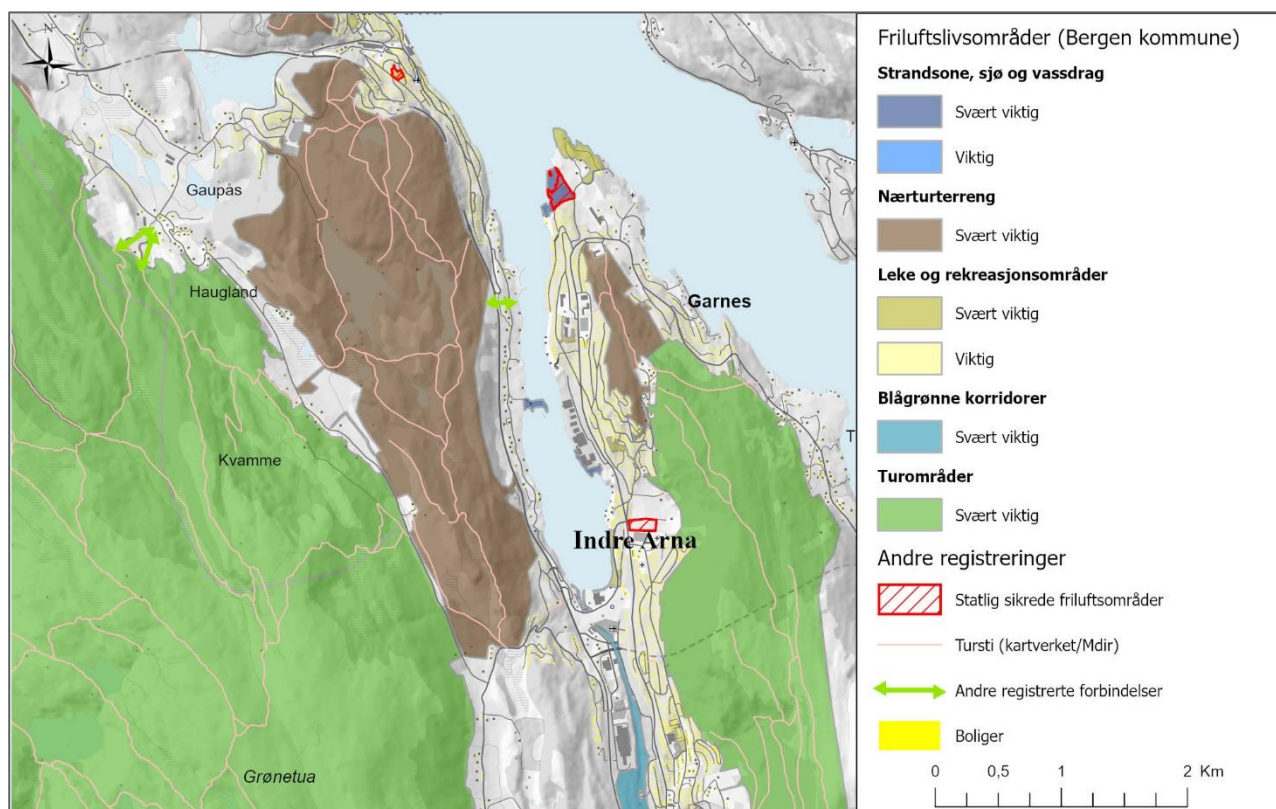 N
Gaupås
Haugland
Garnes
Kvamme
T
Indre Arna
Grønetua
Friluftslivsområder (Bergen kommune)
Strandsone, sjø og vassdrag
Svært viktig
Viktig
Nærturterreng
Svært viktig
Leke og rekreasjonsområder
Svært viktig
Viktig
Blågrønne korridorer
Svært viktig
Turområder
Svært viktig
Andre registreringer
Statlig sikrede friluftsområder
Tursti (kartverket/Mdir)
Andre registrerte forbindelser
Boliger
0 0,5 1 2 Km